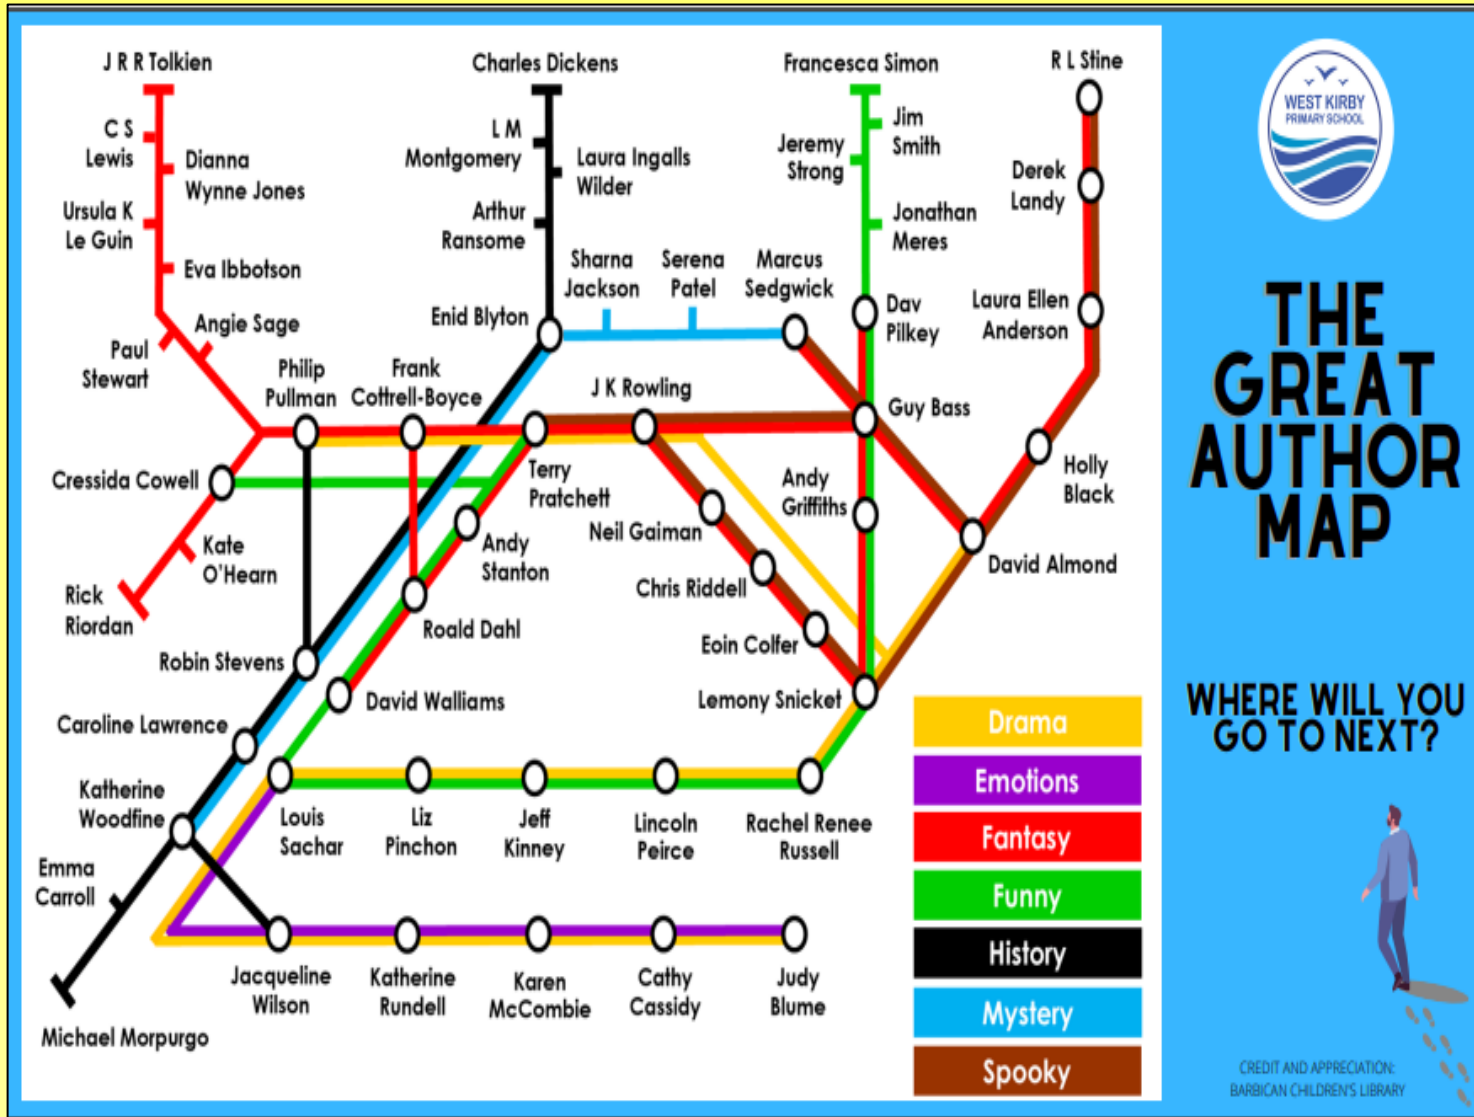 J R R Tolkien
C S
Lewis
Dianna
Wynne Jones
Ursula K
Le Guin
Eva Ibbotson
Angie Sage
Paul
Stewart
Philip
Pullman
Frank
Cottrell-Boyce
Cressida Cowell
Kate
O'Hearn
Rick
Riordan
Charles Dickens
L M
Montgomery
Laura Ingalls
Wilder
Arthur
Ransome
Enid Blyton
Sharna
Jackson
Serena
Patel
Marcus
Sedgwick
Francesca Simon
Jim
Smith
Jeremy
Strong
Jonathan
Meres
Dav
Pilkey
R L Stine
Derek
Landy
Laura Ellen
Anderson
J K Rowling
Guy Bass
Holly
Black
Terry
Pratchett
Andy
Griffiths
Neil Gaiman
Andy
Stanton
David Almond
Chris Riddell
Roald Dahl
Eoin Colfer
Robin Stevens
David Walliams
Lemony Snicket
Caroline Lawrence
Katherine
Woodfine
Louis
Sachar
Liz
Pinchon
Jeff
Kinney
Lincoln
Peirce
Rachel Renee
Russell
Emma
Carroll
Jacqueline
Wilson
Katherine
Rundell
Karen
McCombie
Cathy
Cassidy
Judy
Blume
Michael Morpurgo
Drama
Emotions
Fantasy
Funny
History
Mystery
Spooky
WEST KIRBY
PRIMARY SCHOOL
THE
GREAT
AUTHOR
MAP
WHERE WILL YOU
GO TO NEXT?
CREDIT AND APPRECIATION:
BARBICAN CHILDREN'S LIBRARY